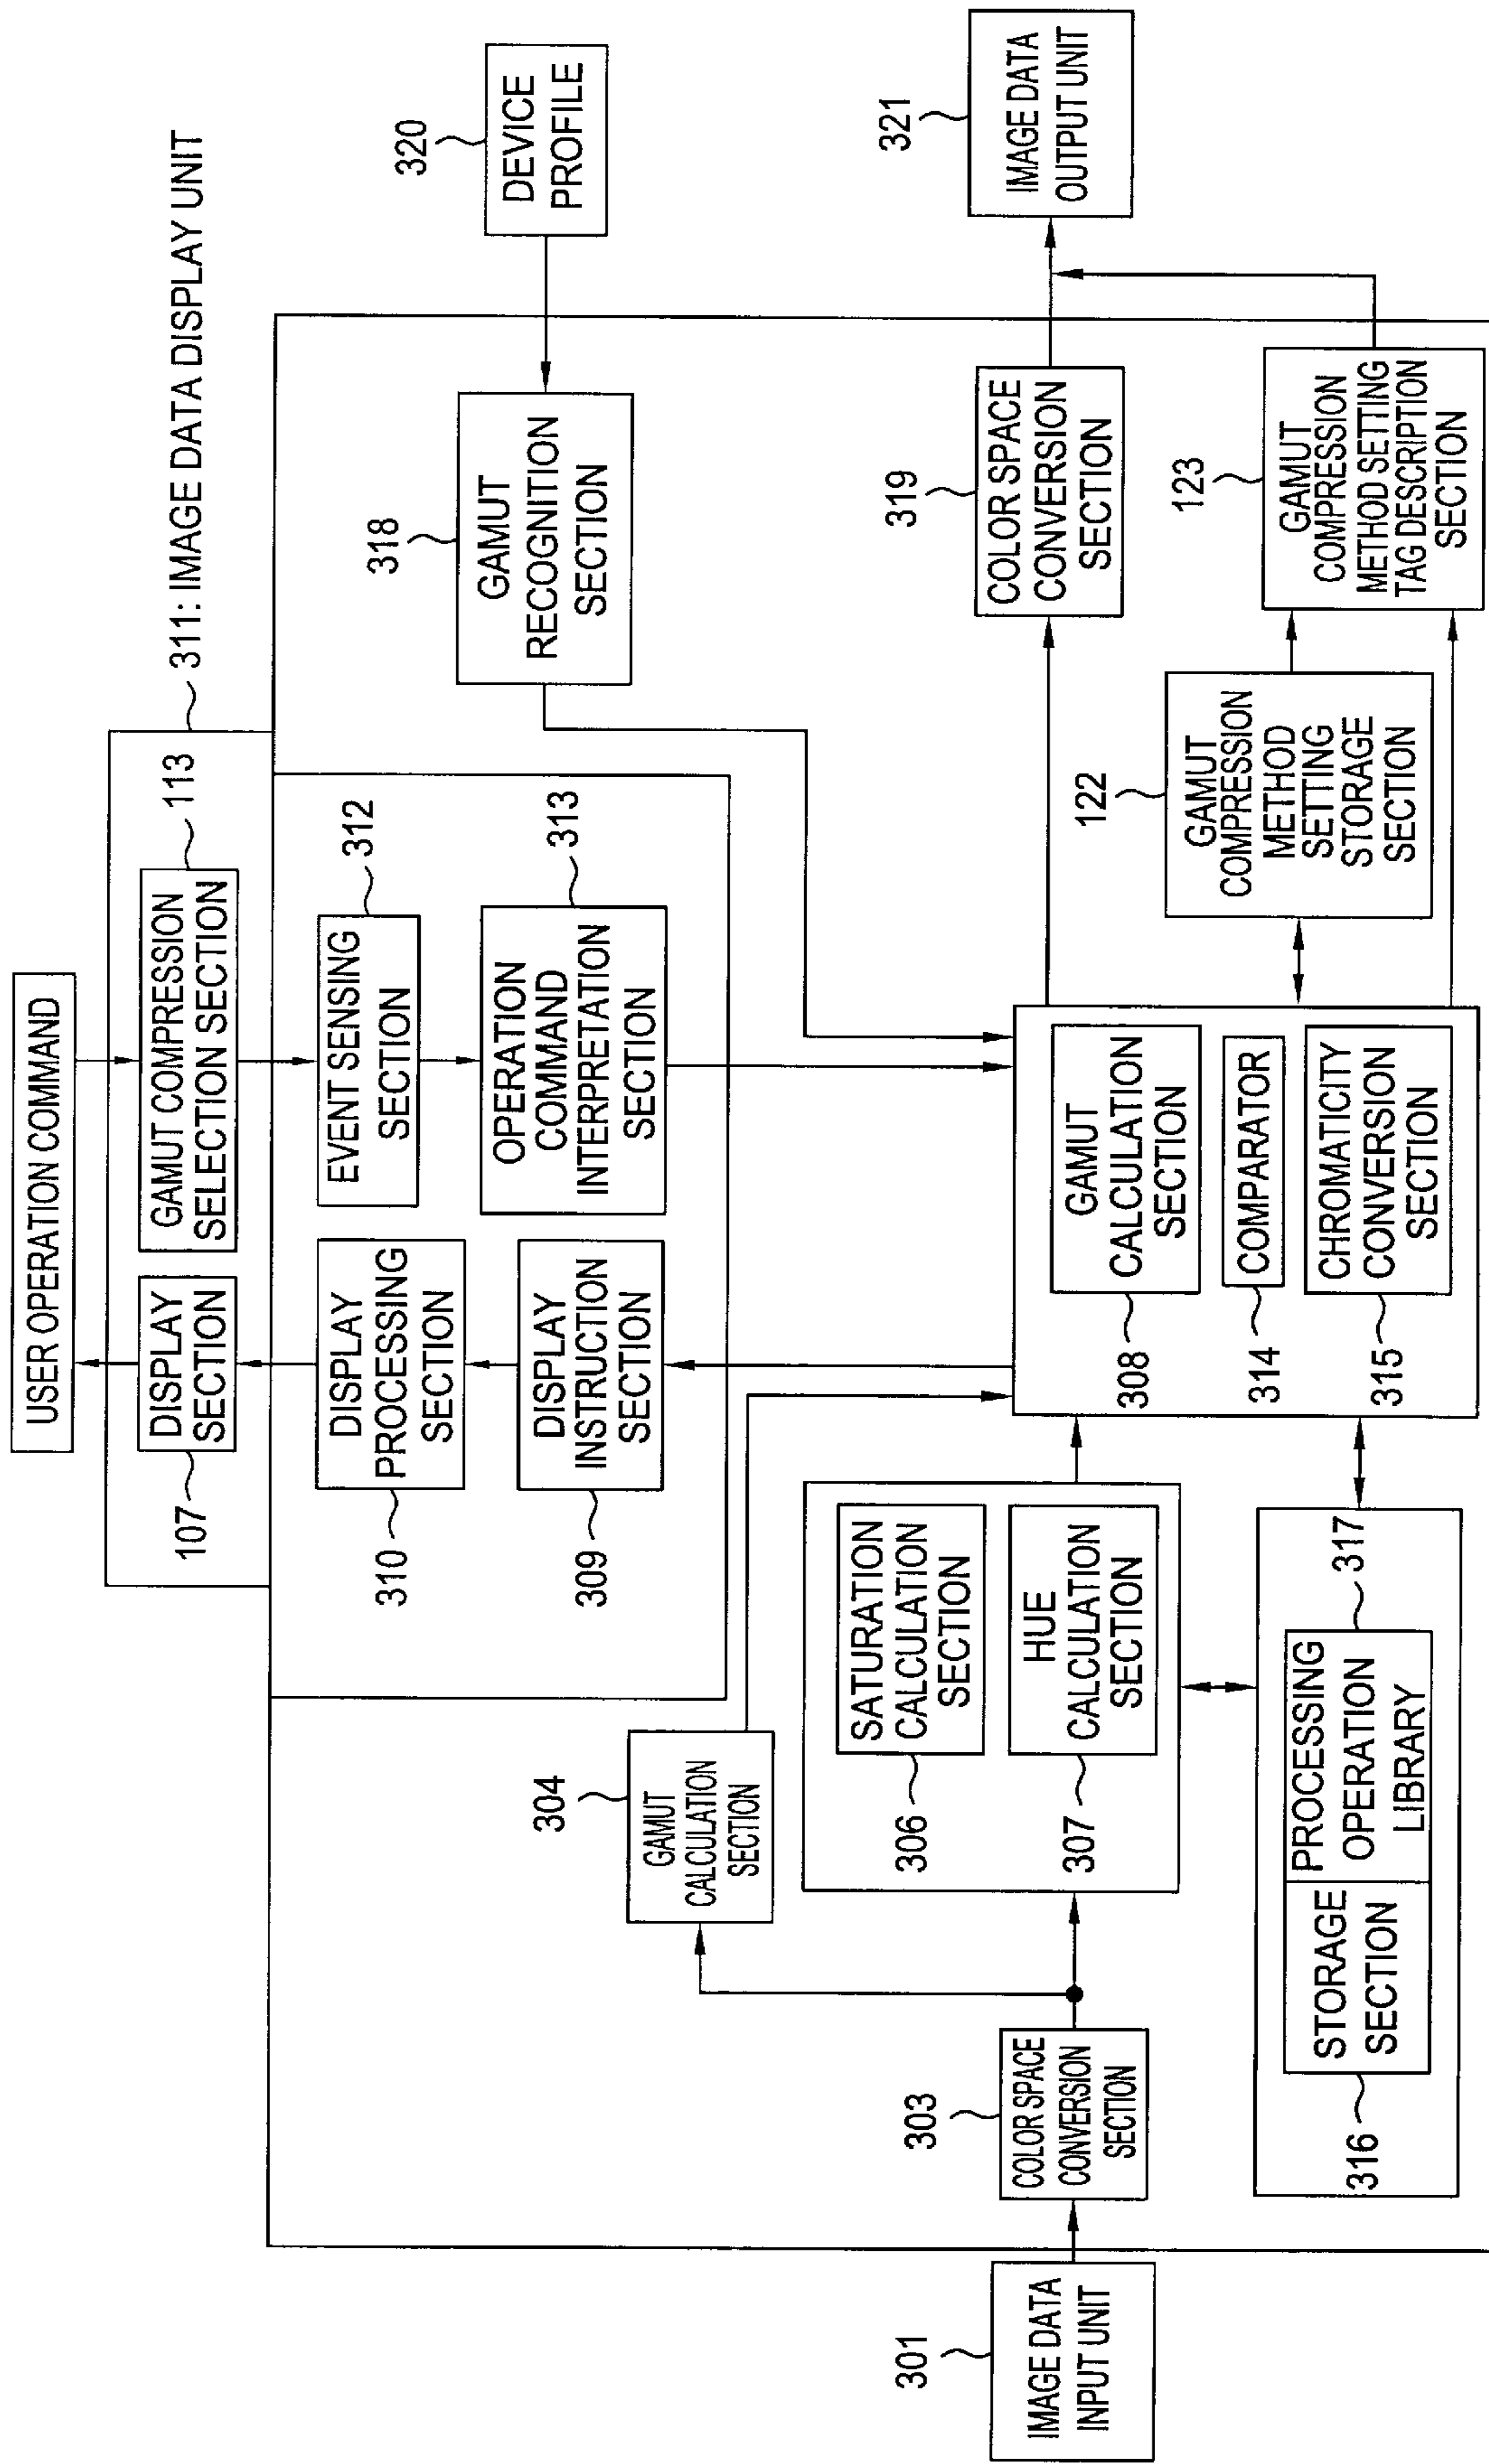 USER OPERATION COMMAND
311: IMAGE DATA DISPLAY UNIT
107
DISPLAY
SECTION
113
GAMUT COMPRESSION
SELECTION SECTION
310
DISPLAY
PROCESSING
SECTION
312
EVENT SENSING
SECTION
309
DISPLAY
INSTRUCTION
SECTION
313
OPERATION
COMMAND
INTERPRETATION
SECTION
318
GAMUT
RECOGNITION
SECTION
320
DEVICE
PROFILE
304
GAMUT
CALCULATION
SECTION
301
IMAGE DATA
INPUT UNIT
303
COLOR SPACE
CONVERSION
SECTION
306
SATURATION
CALCULATION
SECTION
307
HUE
CALCULATION
SECTION
308
GAMUT
CALCULATION
SECTION
314
COMPARATOR
315
CHROMATICITY
CONVERSION
SECTION
319
COLOR SPACE
CONVERSION
SECTION
321
IMAGE DATA
OUTPUT UNIT
122
GAMUT
COMPRESSION
METHOD
SETTING
STORAGE
SECTION
123
GAMUT
COMPRESSION
METHOD SETTING
TAG DESCRIPTION
SECTION
316
STORAGE
SECTION
317
PROCESSING
OPERATION
LIBRARY